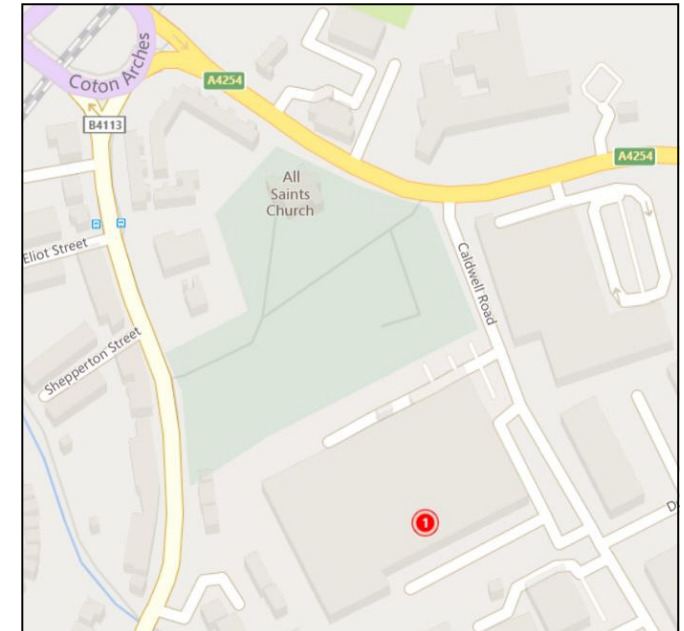 Coton Arches
A4254
B4113
A4254
All
Saints
Church
Eliot Street
Caldwell Road
Shepperton Street
1
D